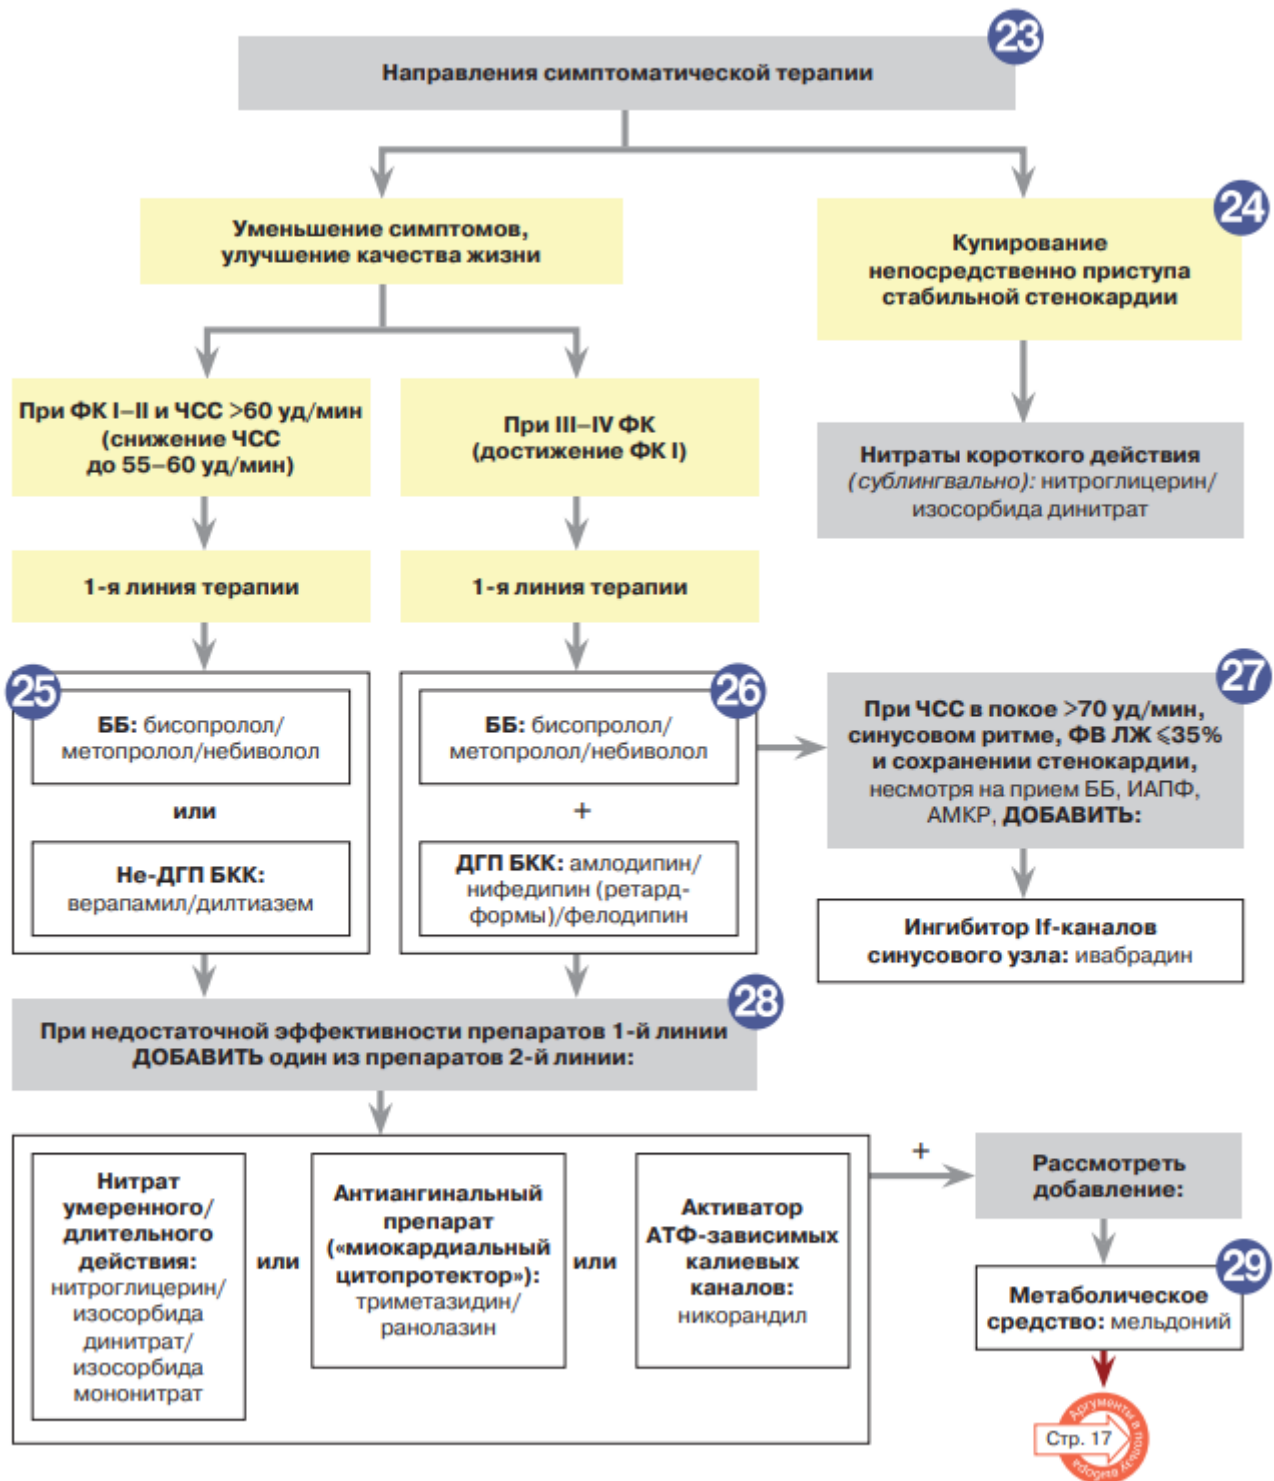 23
Направления симптоматической терапии
Уменьшение симптомов,
улучшение качества жизни
24
Купирование
непосредственно приступа
стабильной стенокардии
При ФК I–II и ЧСС >60 уд/мин
(снижение ЧСС
до 55–60 уд/мин)
При III–IV ФК
(достижение ФК I)
Нитраты короткого действия
(сублингвально): нитроглицерин/
изосорбида динитрат
1-я линия терапии
1-я линия терапии
25
ББ: бисопролол/
метопролол/небиволол
или
Не-ДГП БКК:
верапамил/дилтиазем
26
ББ: бисопролол/
метопролол/небиволол
+
ДГП БКК: амлодипин/
нифедипин (ретард-
формы)/фелодипин
27
При ЧСС в покое >70 уд/мин,
синусовом ритме, ФВ ЛЖ ⩽35%
и сохранении стенокардии,
несмотря на прием ББ, ИАПФ,
АМКР, ДОБАВИТЬ:
Ингибитор If-каналов
синусового узла: ивабрадин
28
При недостаточной эффективности препаратов 1-й линии
ДОБАВИТЬ один из препаратов 2-й линии:
Нитрат
умеренного/
длительного
действия:
нитроглицерин/
изосорбида
динитрат/
изосорбида
мононитрат
или
Антиангинальный
препарат
(«миокардиальный
цитопротектор»):
триметазидин/
ранолазин
или
Активатор
АТФ-зависимых
калиевых
каналов:
никорандил
+
Рассмотреть
добавление:
29
Метаболическое
средство: мельдоний
Аргументы в пользу выбора
Стр. 17